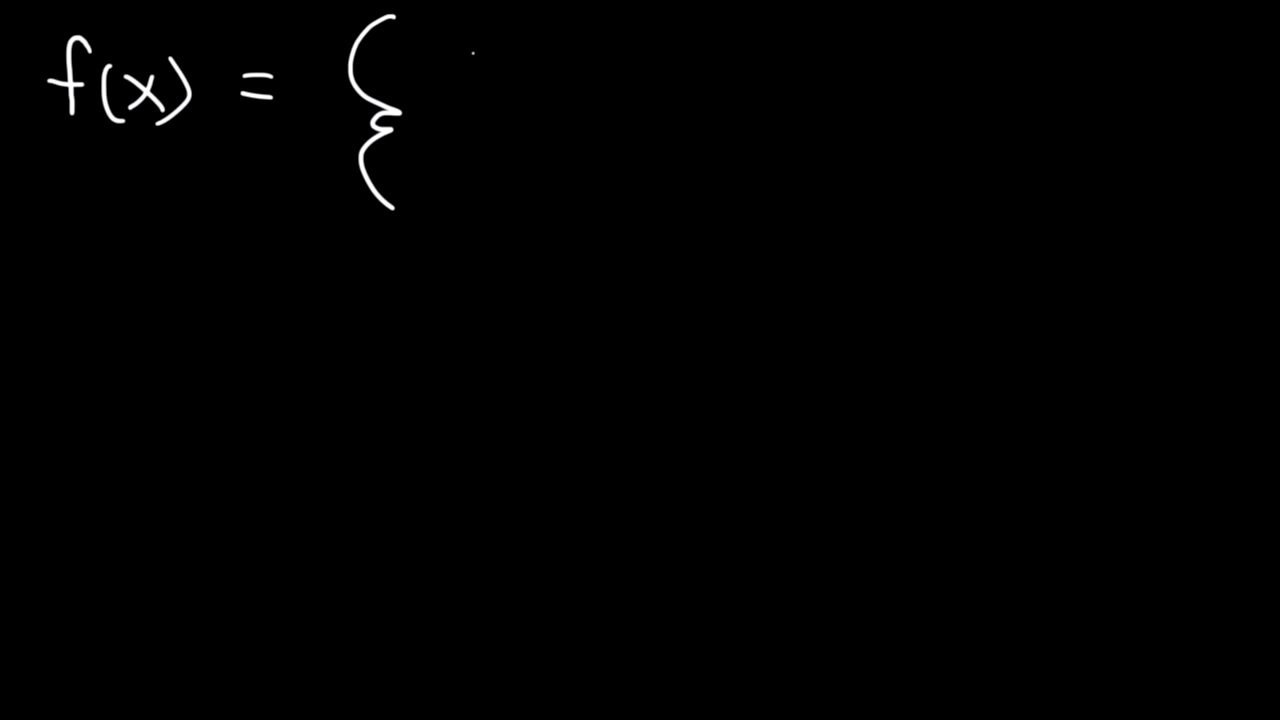 f(x) = {